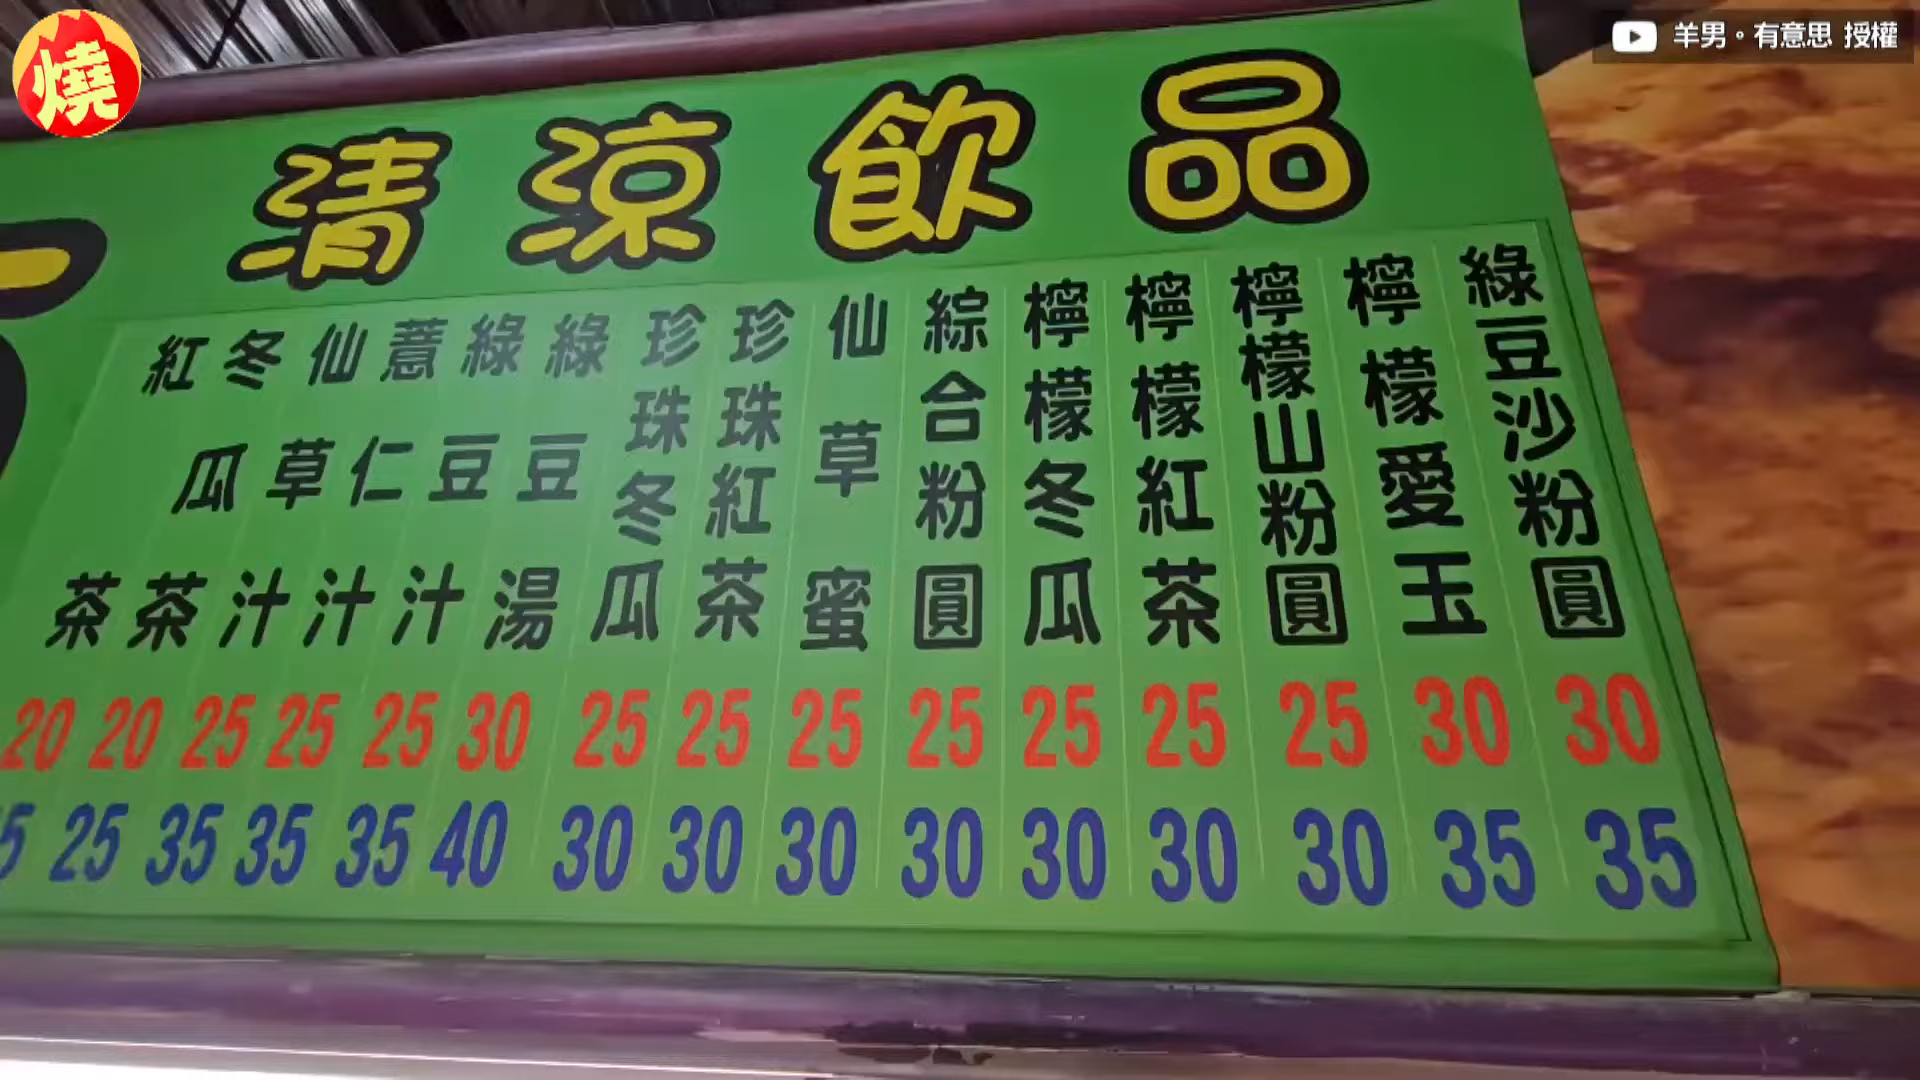 燒
羊男。有意思 授權
清涼飲品
綠豆沙粉圓 30 35
檸檬愛玉 30 35
檸檬山粉圓 25 30
檸檬紅茶 25 30
檸檬冬瓜 25 30
綜合粉圓 25 30
仙草蜜 25 30
珍珠紅茶 25 30
珍珠冬瓜 25 30
綠豆湯 30 40
綠豆汁 25 35
薏仁汁 25 35
仙草汁 25 35
冬瓜茶 20 25
紅茶 20